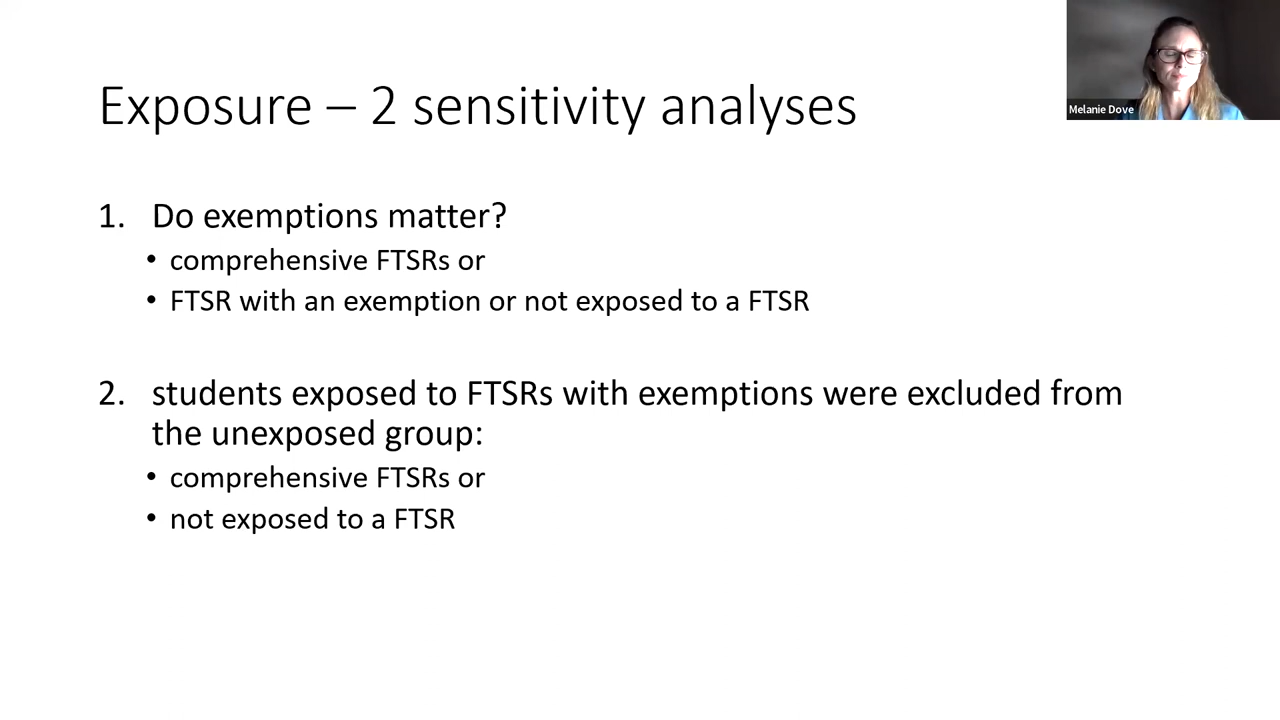 Melanie Dove
Exposure – 2 sensitivity analyses
1. Do exemptions matter?
• comprehensive FTSRs or
• FTSR with an exemption or not exposed to a FTSR
2. students exposed to FTSRs with exemptions were excluded from
the unexposed group:
• comprehensive FTSRs or
• not exposed to a FTSR